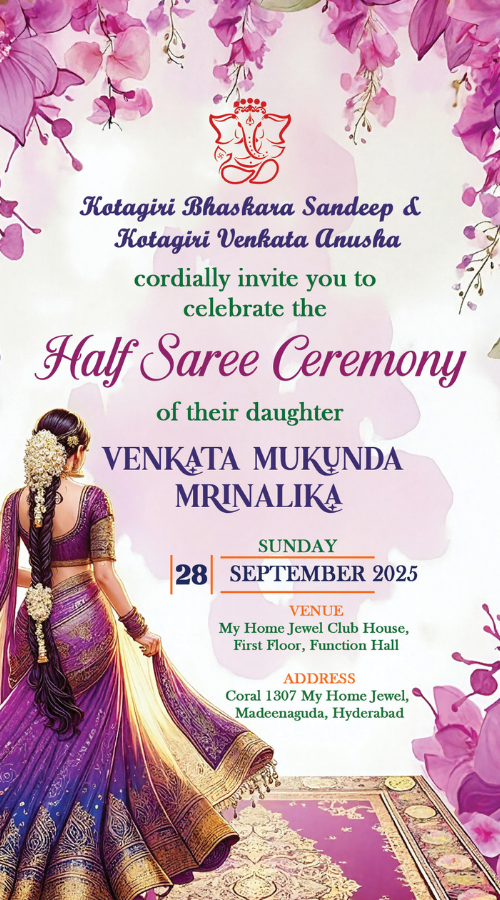 Kotagiri Bhaskara Sandeep &
Kotagiri Venkata Anusha
cordially invite you to
celebrate the
Half Saree Ceremony
of their daughter
VENKATA MUKUNDA
MRINALIKA
SUNDAY
28 SEPTEMBER 2025
VENUE
My Home Jewel Club House,
First Floor, Function Hall
ADDRESS
Coral 1307 My Home Jewel,
Madeenaguda, Hyderabad